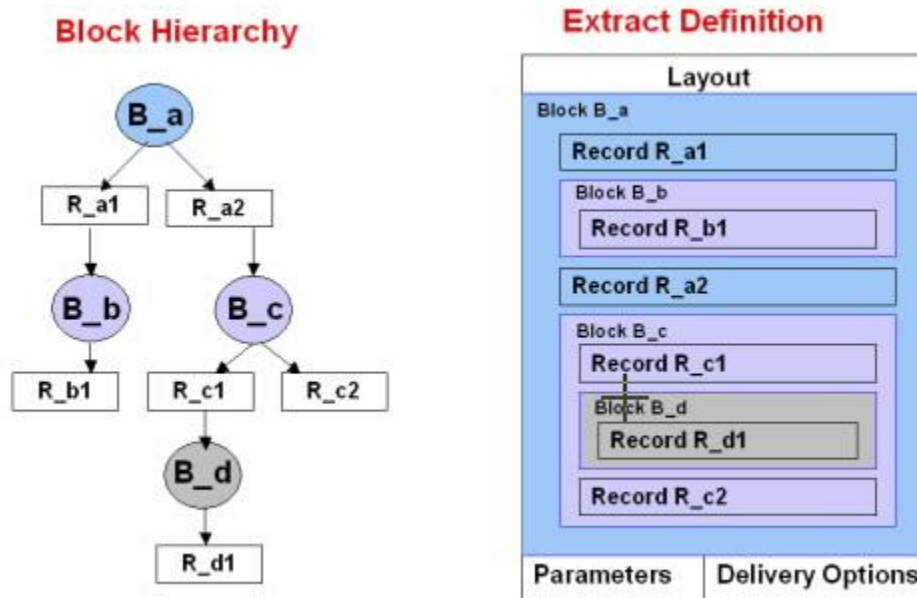 Block Hierarchy
B_a
R_a1
R_a2
B_b
B_c
R_b1
R_c1
R_c2
B_d
R_d1
Extract Definition
Layout
Block B_a
Record R_a1
Block B_b
Record R_b1
Record R_a2
Block B_c
Record R_c1
Block B_d
Record R_d1
Record R_c2
Parameters
Delivery Options